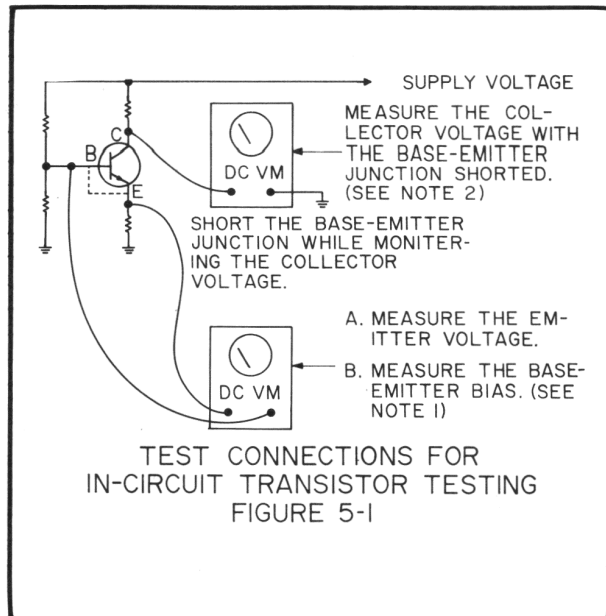 SUPPLY VOLTAGE
C
B
E
DC VM
MEASURE THE COL-
LECTOR VOLTAGE WITH
THE BASE-EMITTER
JUNCTION SHORTED.
(SEE NOTE 2)
SHORT THE BASE-EMITTER
JUNCTION WHILE MONITER-
ING THE COLLECTOR
VOLTAGE.
A. MEASURE THE EM-
ITTER VOLTAGE.
B. MEASURE THE BASE-
EMITTER BIAS. (SEE
NOTE 1)
DC VM
TEST CONNECTIONS FOR
IN-CIRCUIT TRANSISTOR TESTING
FIGURE 5-1